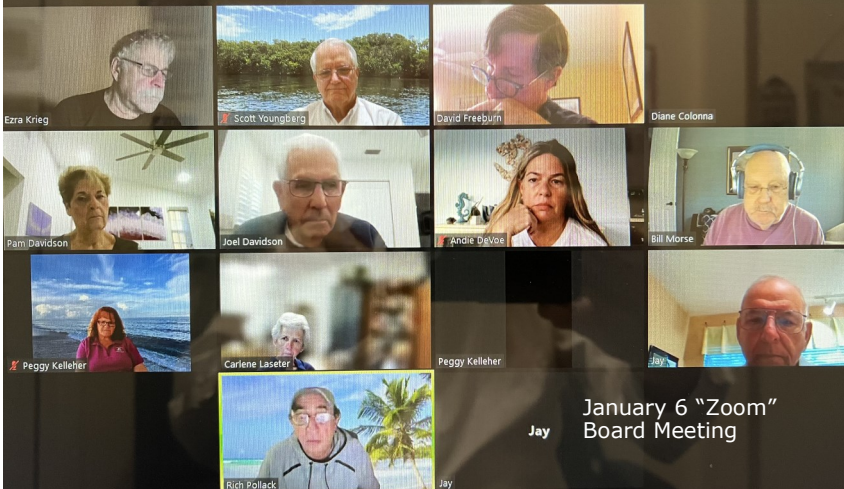 Ezra Krieg
Scott Youngberg
David Freeburn
Diane Colonna
Pam Davidson
Joel Davidson
Andie DeVoe
Bill Morse
Peggy Kelleher
Carlene Laseter
Peggy Kelleher
Jay
Rich Pollack
Jay
Jay
January 6 “Zoom”
Board Meeting